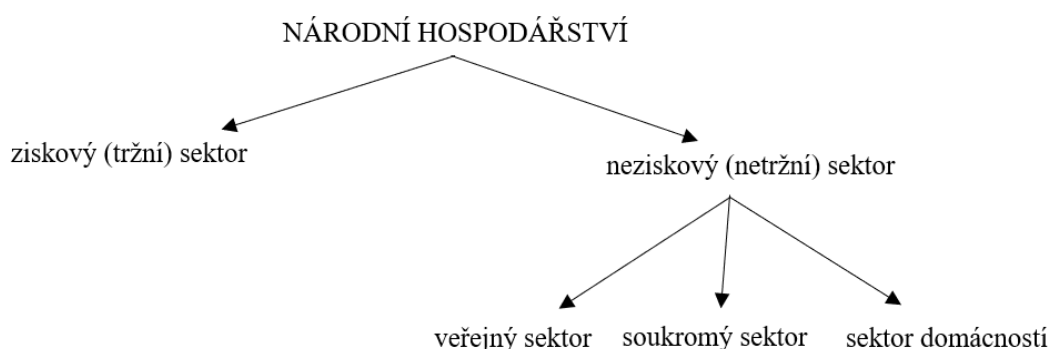 NÁRODNÍ HOSPODÁŘSTVÍ
ziskový (tržní) sektor
neziskový (netržní) sektor
veřejný sektor
soukromý sektor
sektor domácností